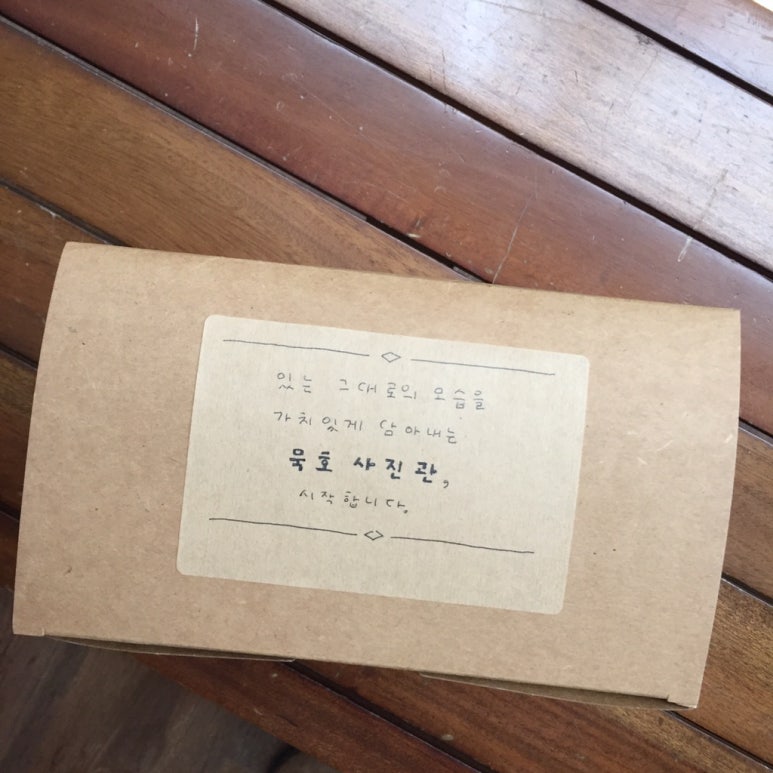 있는 그대로의 모습을
가치있게 담아내는
묵호 사진관,
시작합니다.